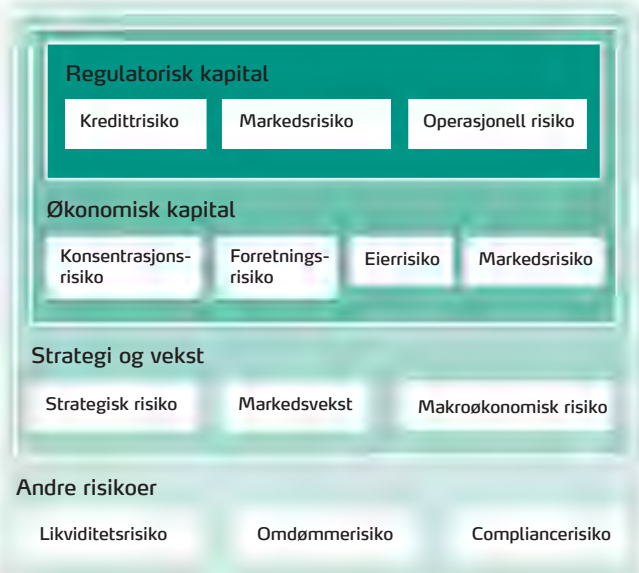 Regulatorisk kapital
Kredittrisiko
Markedsrisiko
Operasjonell risiko
Økonomisk kapital
Konsentrasjons-
risiko
Forretnings-
risiko
Eierrisiko
Markedsrisiko
Strategi og vekst
Strategisk risiko
Markedsvekst
Makroøkonomisk risiko
Andre risikoer
Likviditetsrisiko
Omdømmerisiko
Compliancerisiko